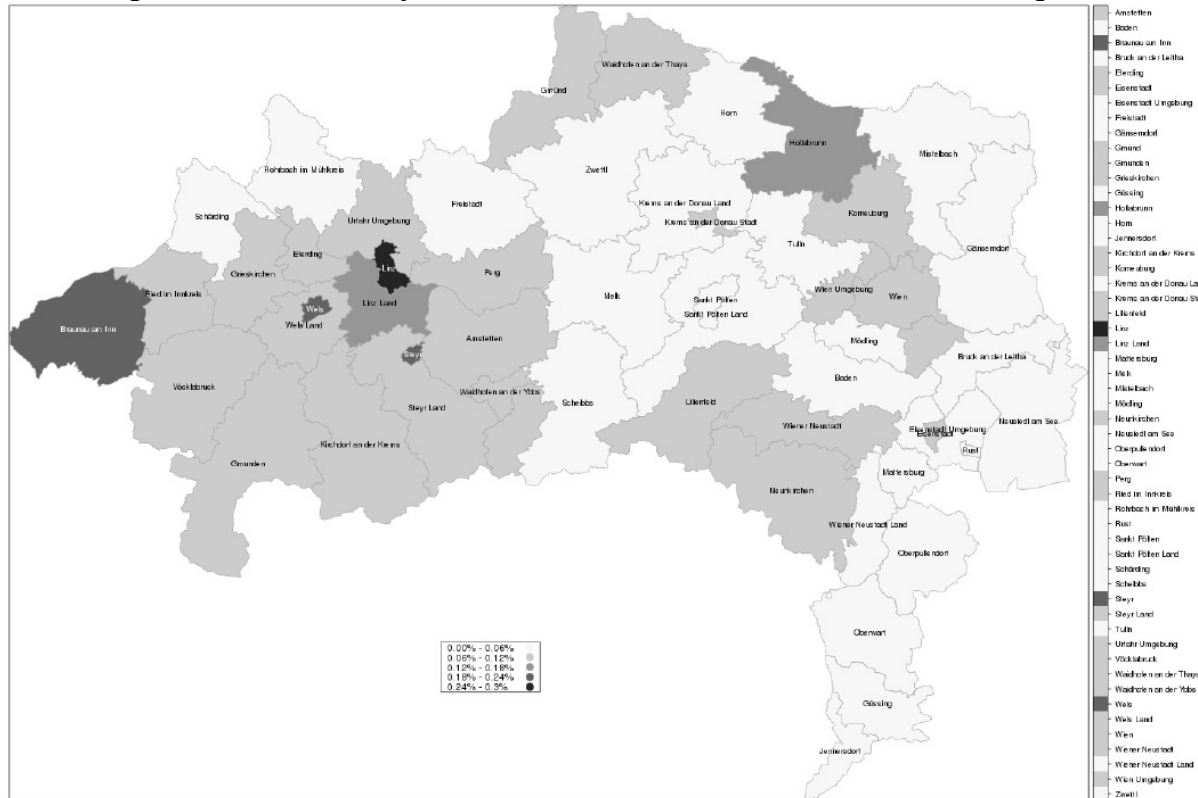 Waidhofen an der Thaya
Gmünd
Horn
Hollabrunn
Mistelbach
Rohrbach im Mühlkreis
Zwettl
Freistadt
Krems an der Donau Land
Schärding
Urfahr Umgebung
Krems an der Donau Stadt
Korneuburg
Tulln
Gänserndorf
Eferding
Grieskirchen
Linz
Perg
Ried im Innkreis
Wien Umgebung
Wien
Melk
Sankt Pölten
Linz Land
Sankt Pölten Land
Wels
Wels Land
Braunau am Inn
Amstetten
Mödling
Steyr
Bruck an der Leitha
Baden
Vöcklabruck
Waidhofen an der Ybbs
Scheibbs
Lilienfeld
Steyr Land
Wiener Neustadt
Neusiedl am See
Eisenstadt Umgebung
Eisenstadt
Kirchdorf an der Krems
Rust
Gmunden
Mattersburg
Neunkirchen
Wiener Neustadt Land
Oberpullendorf
Oberwart
Güssing
Jennersdorf
0.00% - 0.06%
0.06% - 0.12%
0.12% - 0.18%
0.18% - 0.24%
0.24% - 0.3%
Amstetten
Baden
Braunau am Inn
Bruck an der Leitha
Eferding
Eisenstadt
Eisenstadt Umgebung
Freistadt
Gänserndorf
Gmünd
Gmunden
Grieskirchen
Güssing
Hollabrunn
Horn
Jennersdorf
Kirchdorf an der Krems
Korneuburg
Krems an der Donau La
Krems an der Donau St
Lilienfeld
Linz
Linz Land
Mattersburg
Melk
Mistelbach
Mödling
Neunkirchen
Neusiedl am See
Oberpullendorf
Oberwart
Perg
Ried im Innkreis
Rohrbach im Mühlkreis
Rust
Sankt Pölten
Sankt Pölten Land
Schärding
Scheibbs
Steyr
Steyr Land
Tulln
Urfahr Umgebung
Vöcklabruck
Waidhofen an der Thaya
Waidhofen an der Ybbs
Wels
Wels Land
Wien
Wiener Neustadt
Wiener Neustadt Land
Wien Umgebung
Zwettl